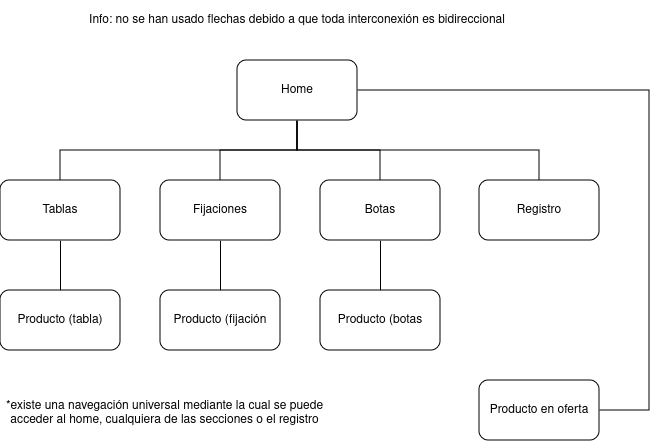 Info: no se han usado flechas debido a que toda interconexión es bidireccional
Home
Tablas
Fijaciones
Botas
Registro
Producto (tabla)
Producto (fijación
Producto (botas
Producto en oferta
*existe una navegación universal mediante la cual se puede
acceder al home, cualquiera de las secciones o el registro